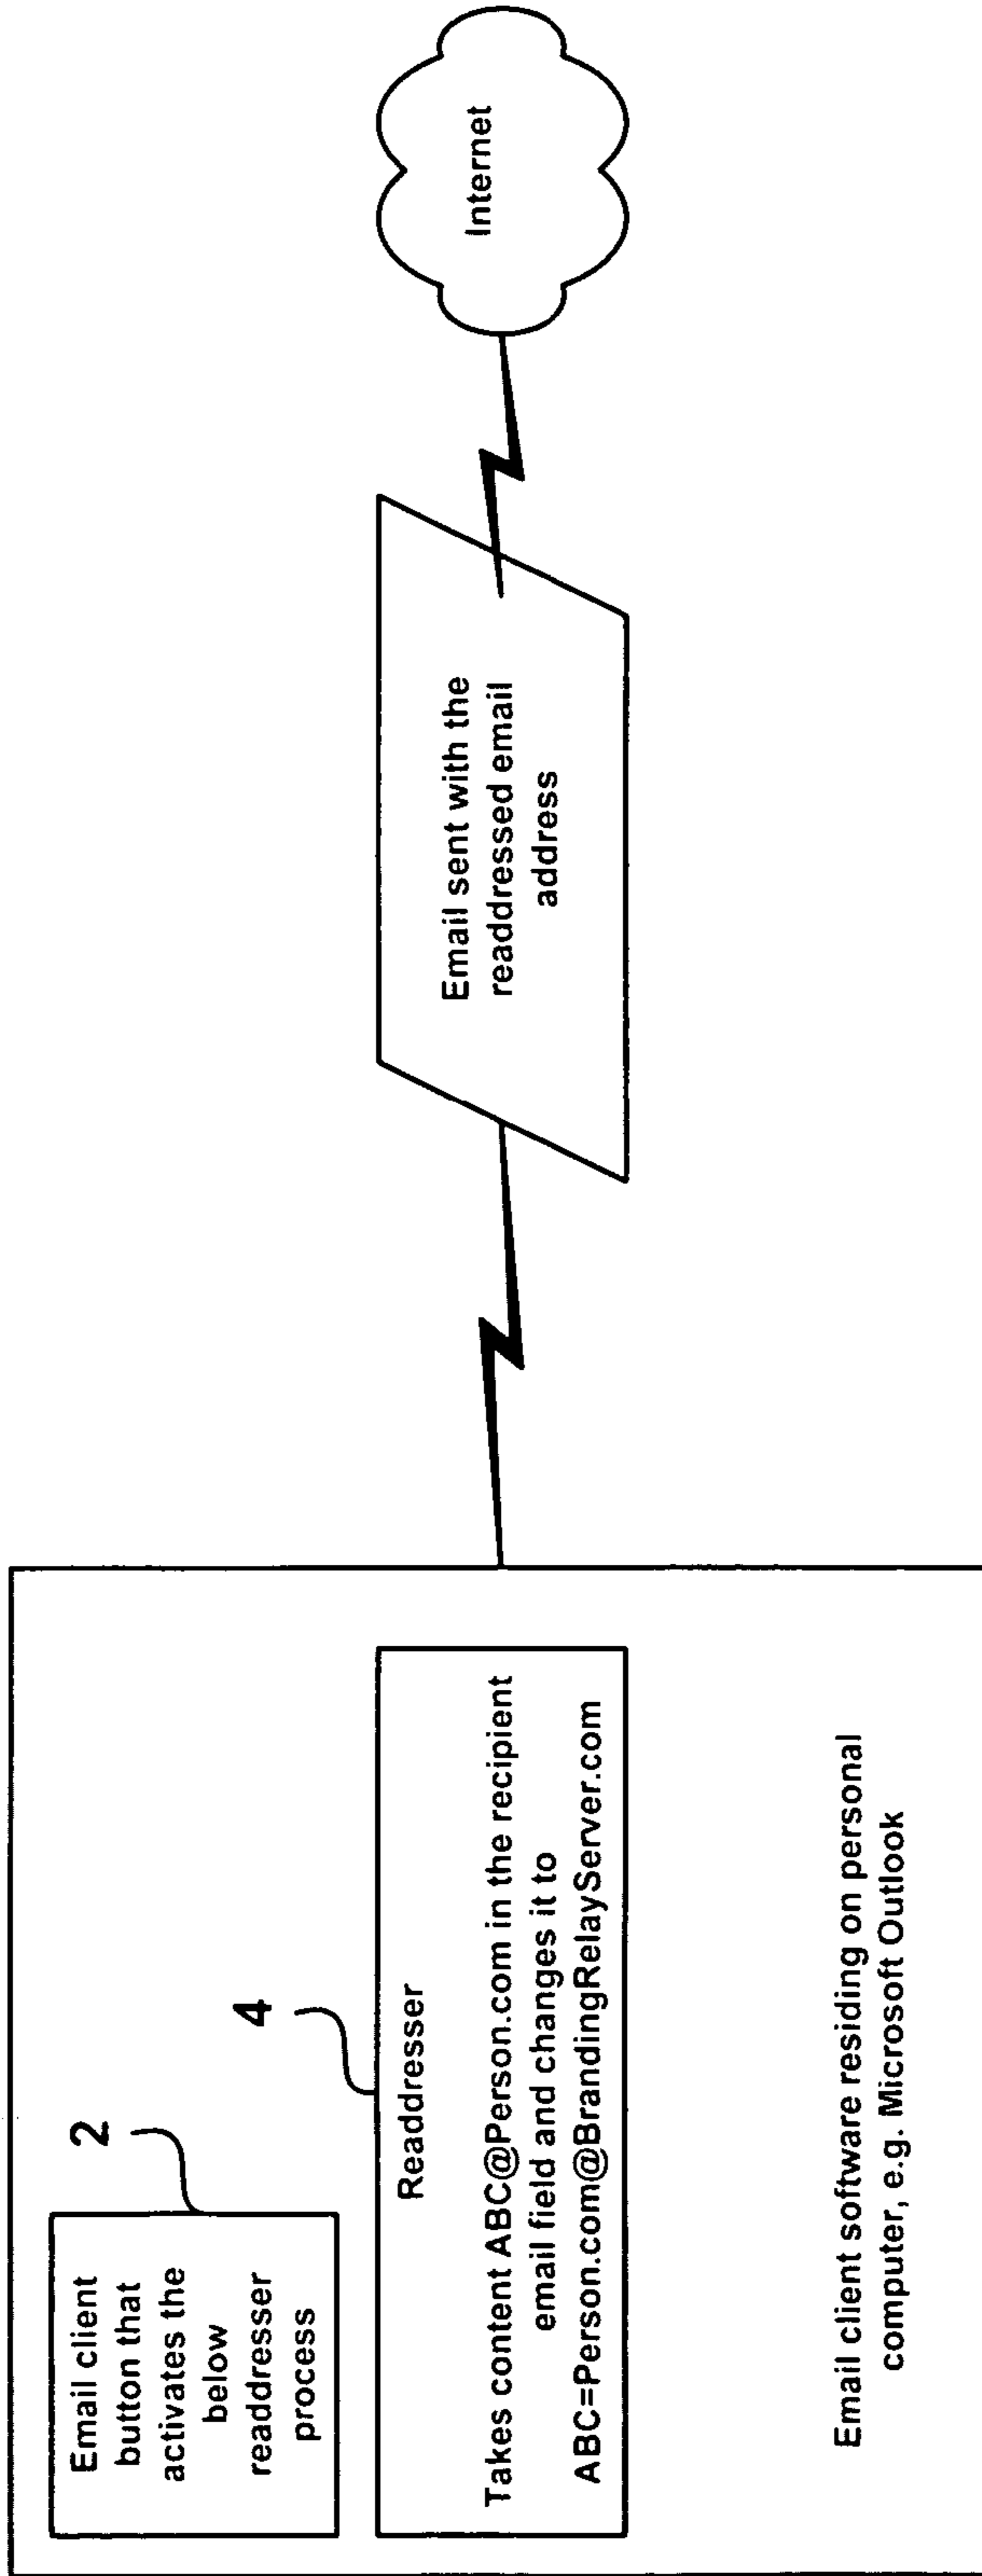 Email client
button that
activates the
below
readdresser
process
2
4
Readdresser
Takes content ABC@Person.com in the recipient
email field and changes it to
ABC=Person.com@BrandingRelayServer.com
Email client software residing on personal
computer, e.g. Microsoft Outlook
Email sent with the
readdressed email
address
Internet